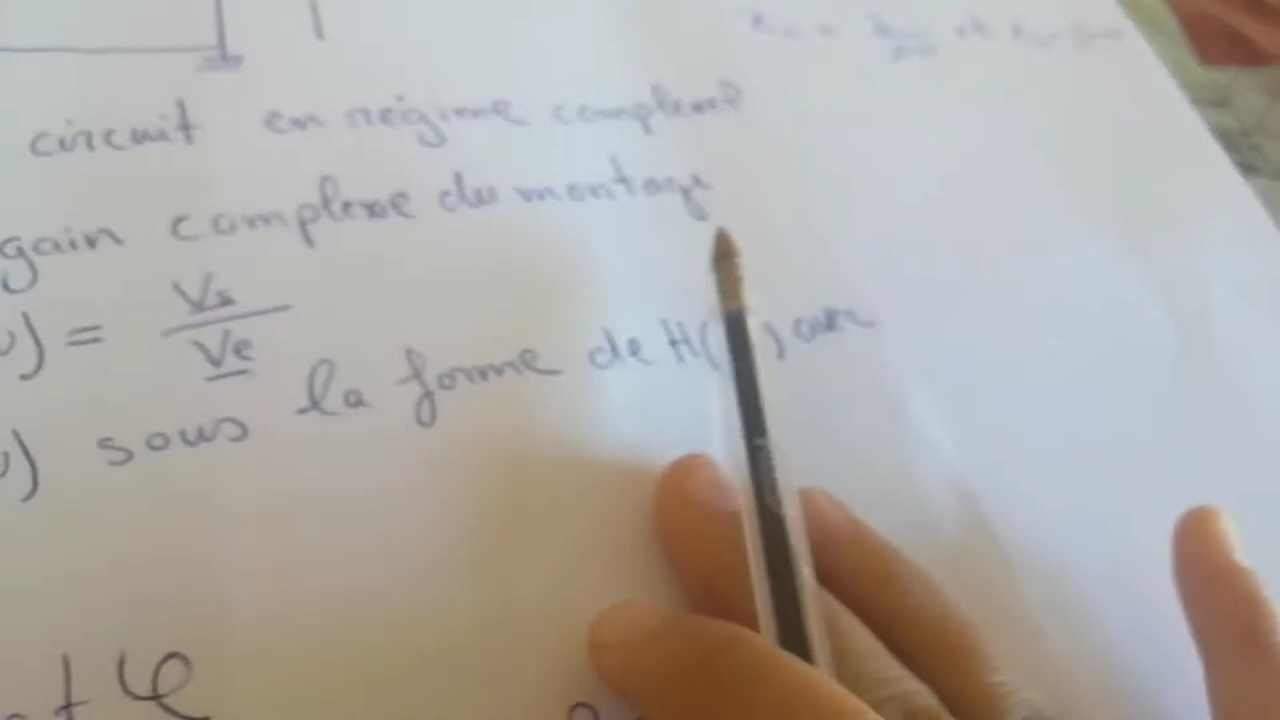 circuit en régime complexe?
gain complexe du montage
) = Vs
Ve
) sous la forme de H( ) avec
φ